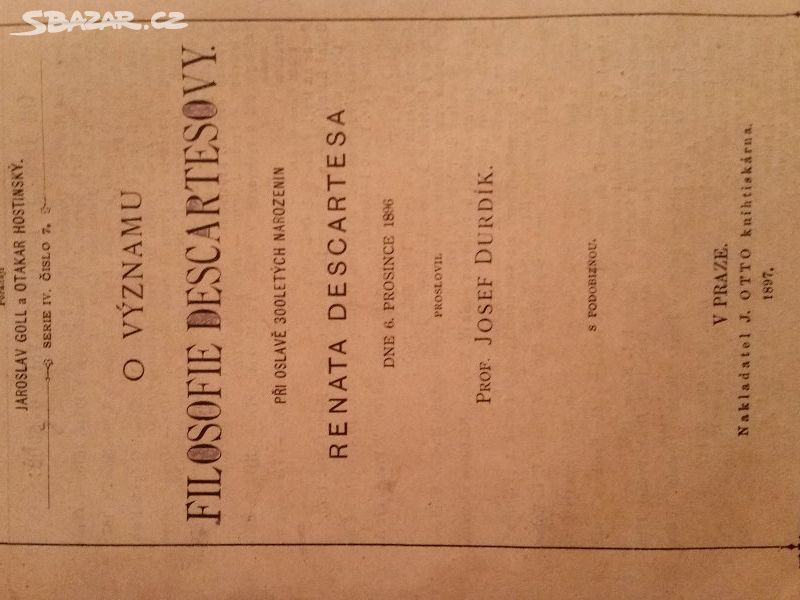 SBAZAR.CZ
Pořádají
JAROSLAV GOLL a OTAKAR HOSTINSKÝ.
SERIE IV. ČÍSLO 7.
O VÝZNAMU
FILOSOFIE DESCARTESOVY.
PŘI OSLAVĚ 300LETÝCH NAROZENIN
RENATA DESCARTESA
DNE 6. PROSINCE 1896
PROSLOVIL
PROF. JOSEF DURDÍK.
S PODOBIZNOU.
V PRAZE.
Nakladatel J. OTTO knihtiskárna.
1897.